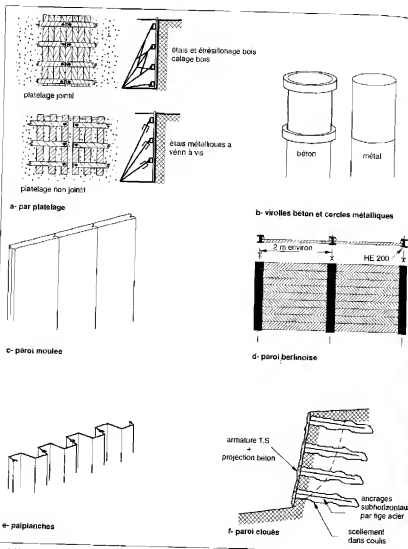 étais et étrésillonage bois
calage bois
platelage jointif
étais métalliques à
vérin à vis
platelage non jointif
a- par platelage
béton
métal
b- virolles béton et cercles métalliques
c- paroi moulée
2 m environ
HE 200
d- paroi berlinoise
e- palplanches
armature T.S
+
projection béton
ancrages
subhorizontaux
par tige acier
f- paroi clouée
scellement
dans coulis